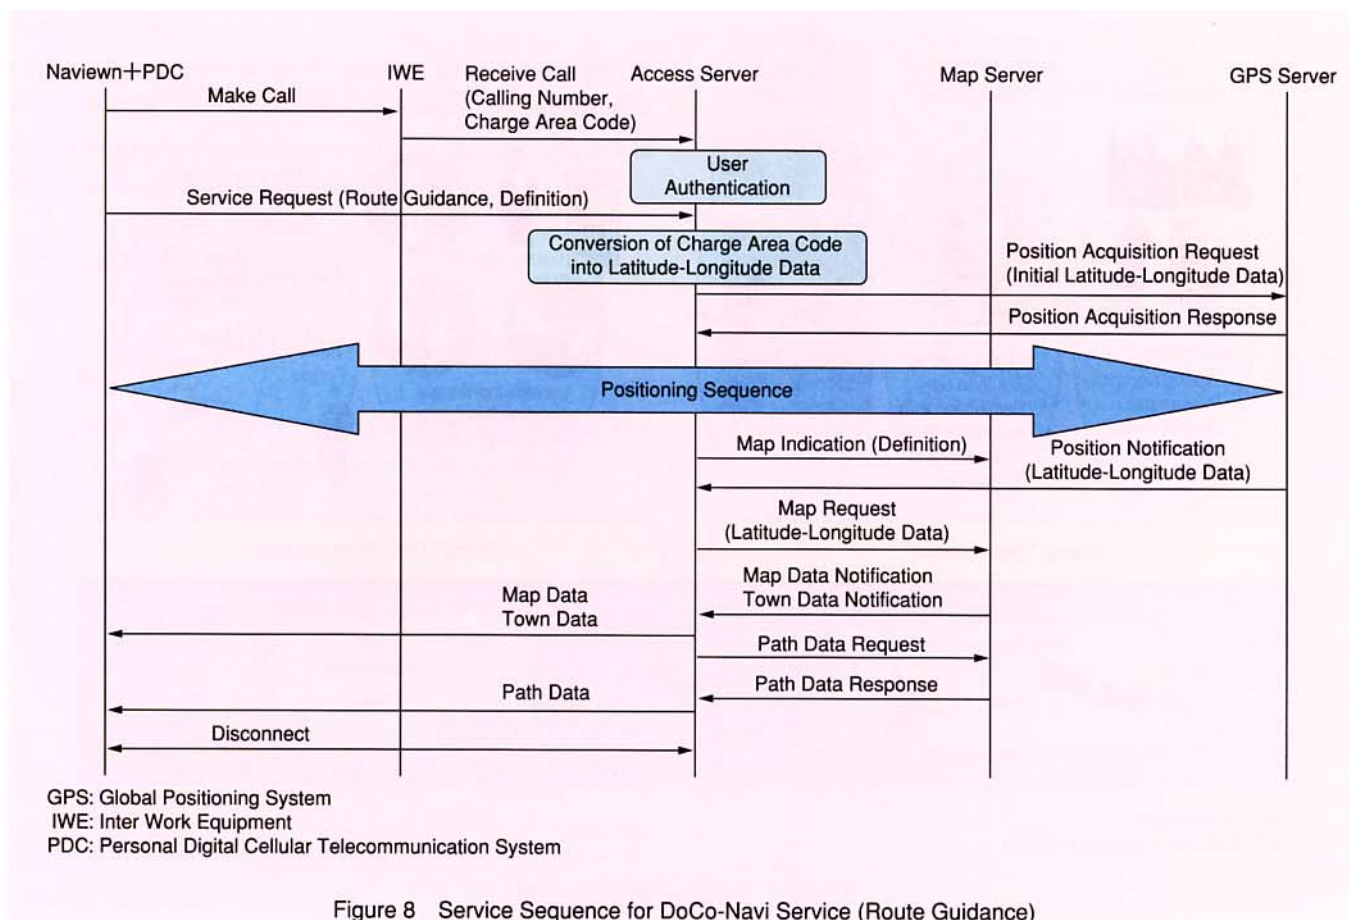 Naviewn+PDC
IWE
Receive Call
(Calling Number,
Charge Area Code)
Access Server
Map Server
GPS Server
Make Call
User
Authentication
Service Request (Route Guidance, Definition)
Conversion of Charge Area Code
into Latitude-Longitude Data
Position Acquisition Request
(Initial Latitude-Longitude Data)
Position Acquisition Response
Positioning Sequence
Map Indication (Definition)
Position Notification
(Latitude-Longitude Data)
Map Request
(Latitude-Longitude Data)
Map Data Notification
Town Data Notification
Map Data
Town Data
Path Data Request
Path Data Response
Path Data
Disconnect
GPS: Global Positioning System
IWE: Inter Work Equipment
PDC: Personal Digital Cellular Telecommunication System
Figure 8 Service Sequence for DoCo-Navi Service (Route Guidance)